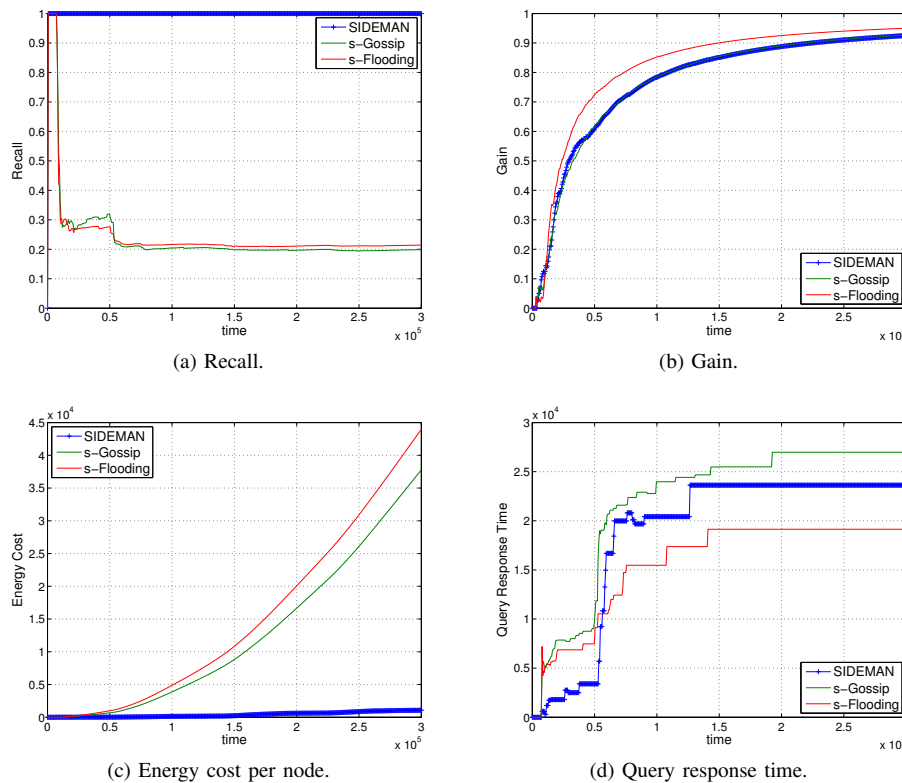 SIDEMAN
s-Gossip
s-Flooding
1
0.9
0.8
0.7
0.6
0.5
0.4
0.3
0.2
0.1
0
Recall
0 0.5 1 1.5 2 2.5 3
time
x 10^5
(a) Recall.
1
0.9
0.8
0.7
0.6
0.5
0.4
0.3
0.2
0.1
0
Gain
SIDEMAN
s-Gossip
s-Flooding
0 0.5 1 1.5 2 2.5
time
x 10
(b) Gain.
x 10^4
4.5
4
3.5
3
2.5
2
1.5
1
0.5
0
Energy Cost
SIDEMAN
s-Gossip
s-Flooding
0 0.5 1 1.5 2 2.5 3
time
x 10^5
(c) Energy cost per node.
x 10^4
3
2.5
2
1.5
1
0.5
0
Query Response Time
SIDEMAN
s-Gossip
s-Flooding
0 0.5 1 1.5 2 2.5
time
x 10
(d) Query response time.